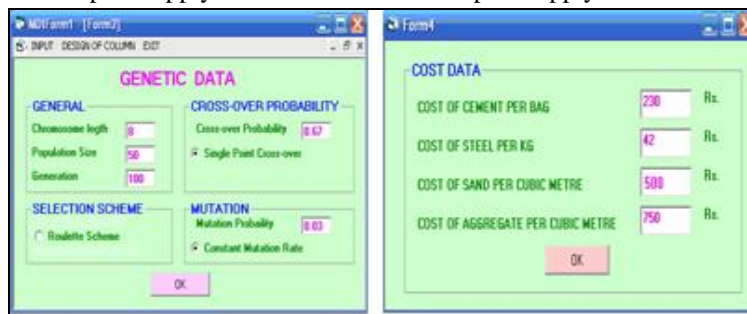 MDIForm1 - [Form3]
INPUT DESIGN OF COLUMN EXIT
GENETIC DATA
GENERAL
Chromosome legth 8
Population Size 50
Generation 100
CROSS-OVER PROBABILITY
Cross-over Probability 0.67
Single Point Cross-over
SELECTION SCHEME
Roulette Scheme
MUTATION
Mutation Probaility 0.03
Constant Mutation Rate
OK
Form4
COST DATA
COST OF CEMENT PER BAG 230 Rs.
COST OF STEEL PER KG 42 Rs.
COST OF SAND PER CUBIC METRE 500 Rs.
COST OF AGGREGATE PER CUBIC METRE 750 Rs.
OK